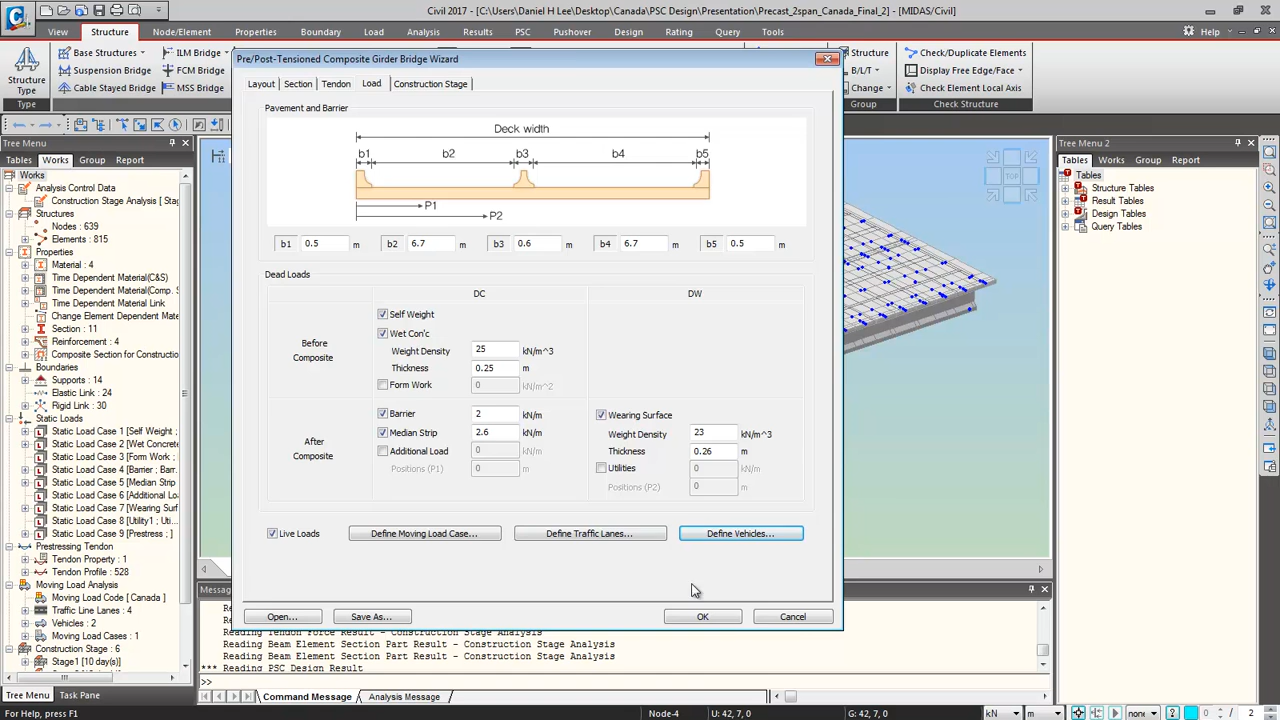 Civil 2017 - [C:\Users\Daniel H Lee\Desktop\Canada\PSC Design\Presentation\Precast_2span_Canada_Final_2] - [MIDAS/Civil]
View Structure Node/Element Properties Boundary Load Analysis Results PSC Pushover Design Rating Query Tools Help
Structure Type
Type
Base Structures
Suspension Bridge
Cable Stayed Bridge
ILM Bridge
FCM Bridge
MSS Bridge
Structure
B/L/T
Change
Group
Check/Duplicate Elements
Display Free Edge/Face
Check Element Local Axis
Check Structure
Tree Menu
Tables Works Group Report
Works
Analysis Control Data
Construction Stage Analysis [ Stag
Structures
Nodes : 639
Elements : 815
Properties
Material : 4
Time Dependent Material(C&S)
Time Dependent Material(Comp. S
Time Dependent Material Link
Change Element Dependent Mater
Section : 11
Reinforcement : 4
Composite Section for Constructio
Boundaries
Supports : 14
Elastic Link : 24
Rigid Link : 30
Static Loads
Static Load Case 1 [Self Weight ;
Static Load Case 2 [Wet Concrete
Static Load Case 3 [Form Work ;
Static Load Case 4 [Barrier ; Barr
Static Load Case 5 [Median Strip
Static Load Case 6 [Additional Loa
Static Load Case 7 [Wearing Surf
Static Load Case 8 [Utility1 ; Us
Static Load Case 9 [Prestress ; ]
Prestressing Tendon
Tendon Property : 1
Tendon Profile : 528
Moving Load Analysis
Moving Load Code [ Canada ]
Traffic Line Lanes : 4
Vehicles : 2
Moving Load Cases : 1
Construction Stage : 6
Stage1 [10 day(s)]
Tree Menu Task Pane
Pre/Post-Tensioned Composite Girder Bridge Wizard
Layout Section Tendon Load Construction Stage
Pavement and Barrier
Deck width
b1 b2 b3 b4 b5
P1
P2
b1 0.5 m b2 6.7 m b3 0.6 m b4 6.7 m b5 0.5 m
Dead Loads
DC DW
Before Composite
Self Weight
Wet Con'c
Weight Density 25 kN/m^3
Thickness 0.25 m
Form Work 0 kN/m^2
After Composite
Barrier 2 kN/m
Median Strip 2.6 kN/m
Additional Load 0 kN/m
Positions (P1) 0 m
Wearing Surface
Weight Density 23 kN/m^3
Thickness 0.26 m
Utilities 0 kN/m
Positions (P2) 0 m
Live Loads Define Moving Load Case... Define Traffic Lanes... Define Vehicles...
Open... Save As... OK Cancel
TOP
Tree Menu 2
Tables Works Group Report
Tables
Structure Tables
Result Tables
Design Tables
Query Tables
Reading Tendon Force Result - Construction Stage Analysis
Reading Beam Element Section Part Result - Construction Stage Analysis
Reading Beam Element Section Part Result - Construction Stage Analysis
*** Reading PSC Design Result
>>
Command Message Analysis Message
For Help, press F1 Node-4 U: 42, 7, 0 G: 42, 7, 0 kN m none ? 0 / 2